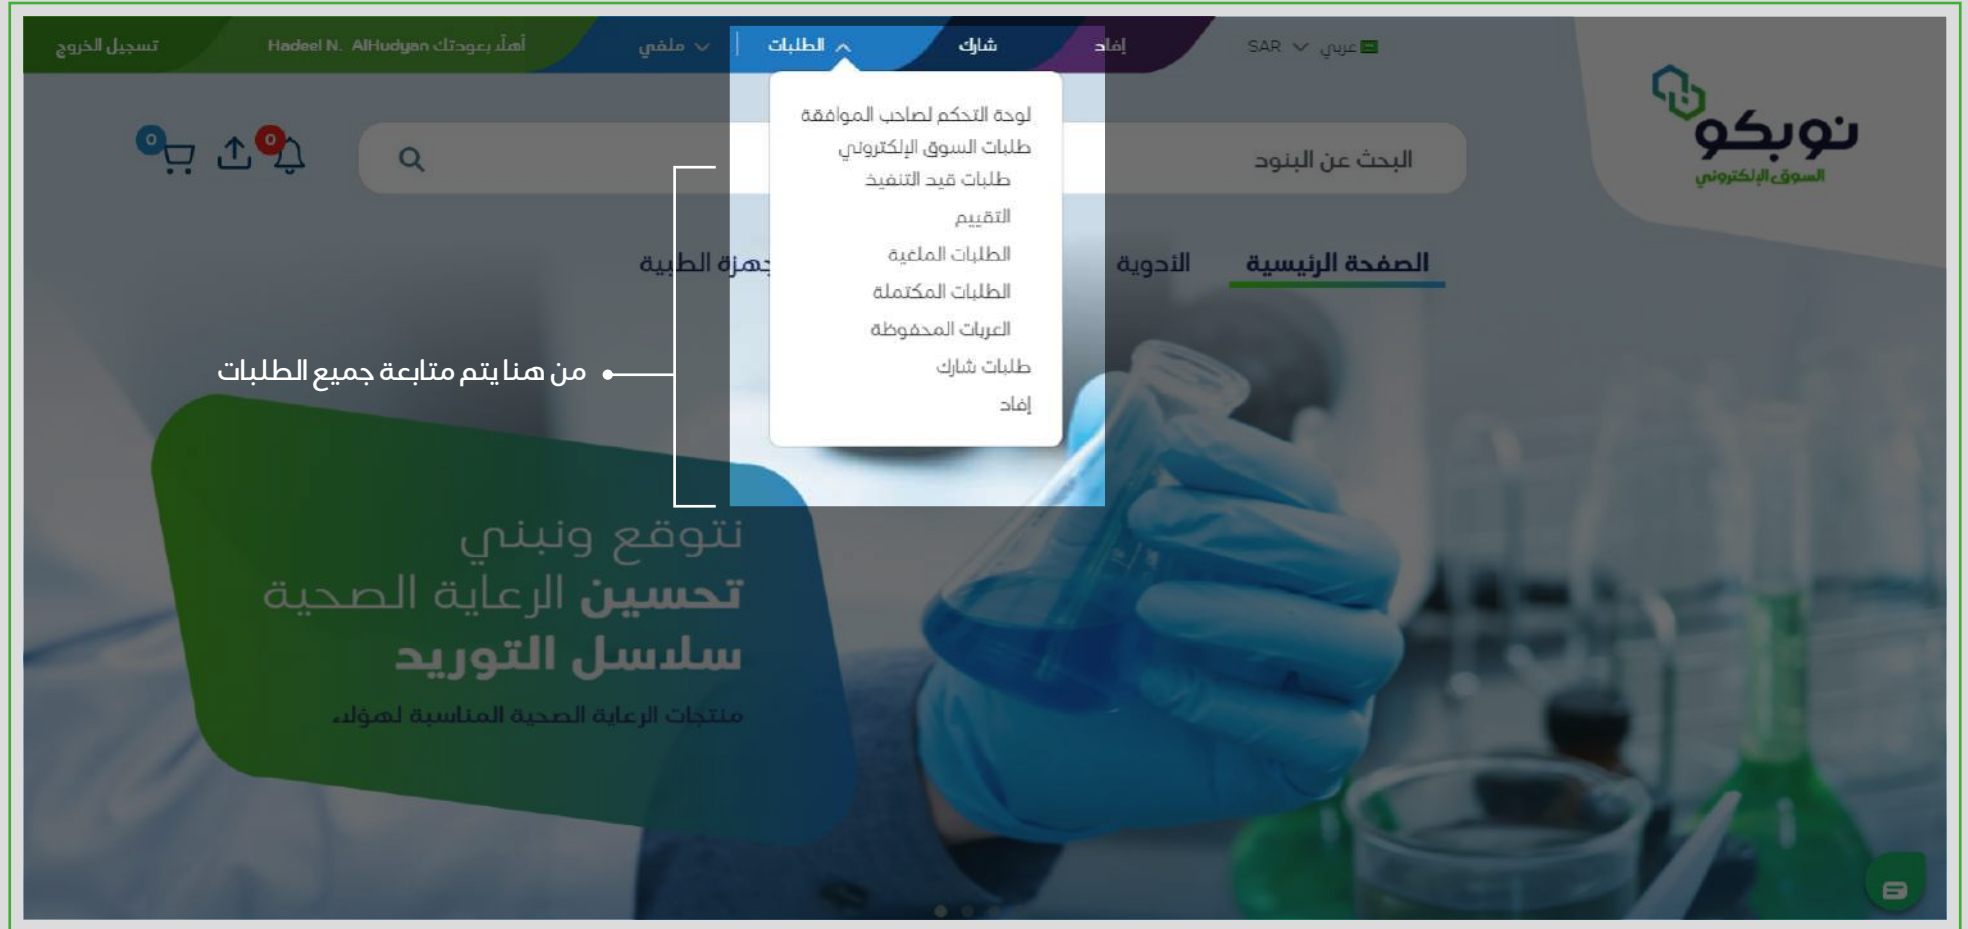 عربي SAR
إفاد
شارك
الطلبات
ملفي
أهلًا بعودتك Hadeel N. AlHudyan
تسجيل الخروج
نوبكو
السوق الإلكتروني
البحث عن البنود
0
0
الصفحة الرئيسية
الأدوية
جهزة الطبية
لوحة التحكم لصاحب الموافقة
طلبات السوق الإلكتروني
طلبات قيد التنفيذ
التقييم
الطلبات الملغية
الطلبات المكتملة
العربات المحفوظة
طلبات شارك
إفاد
من هنا يتم متابعة جميع الطلبات
نتوقع ونبني
تحسين الرعاية الصحية
سلاسل التوريد
منتجات الرعاية الصحية المناسبة لهؤلاء